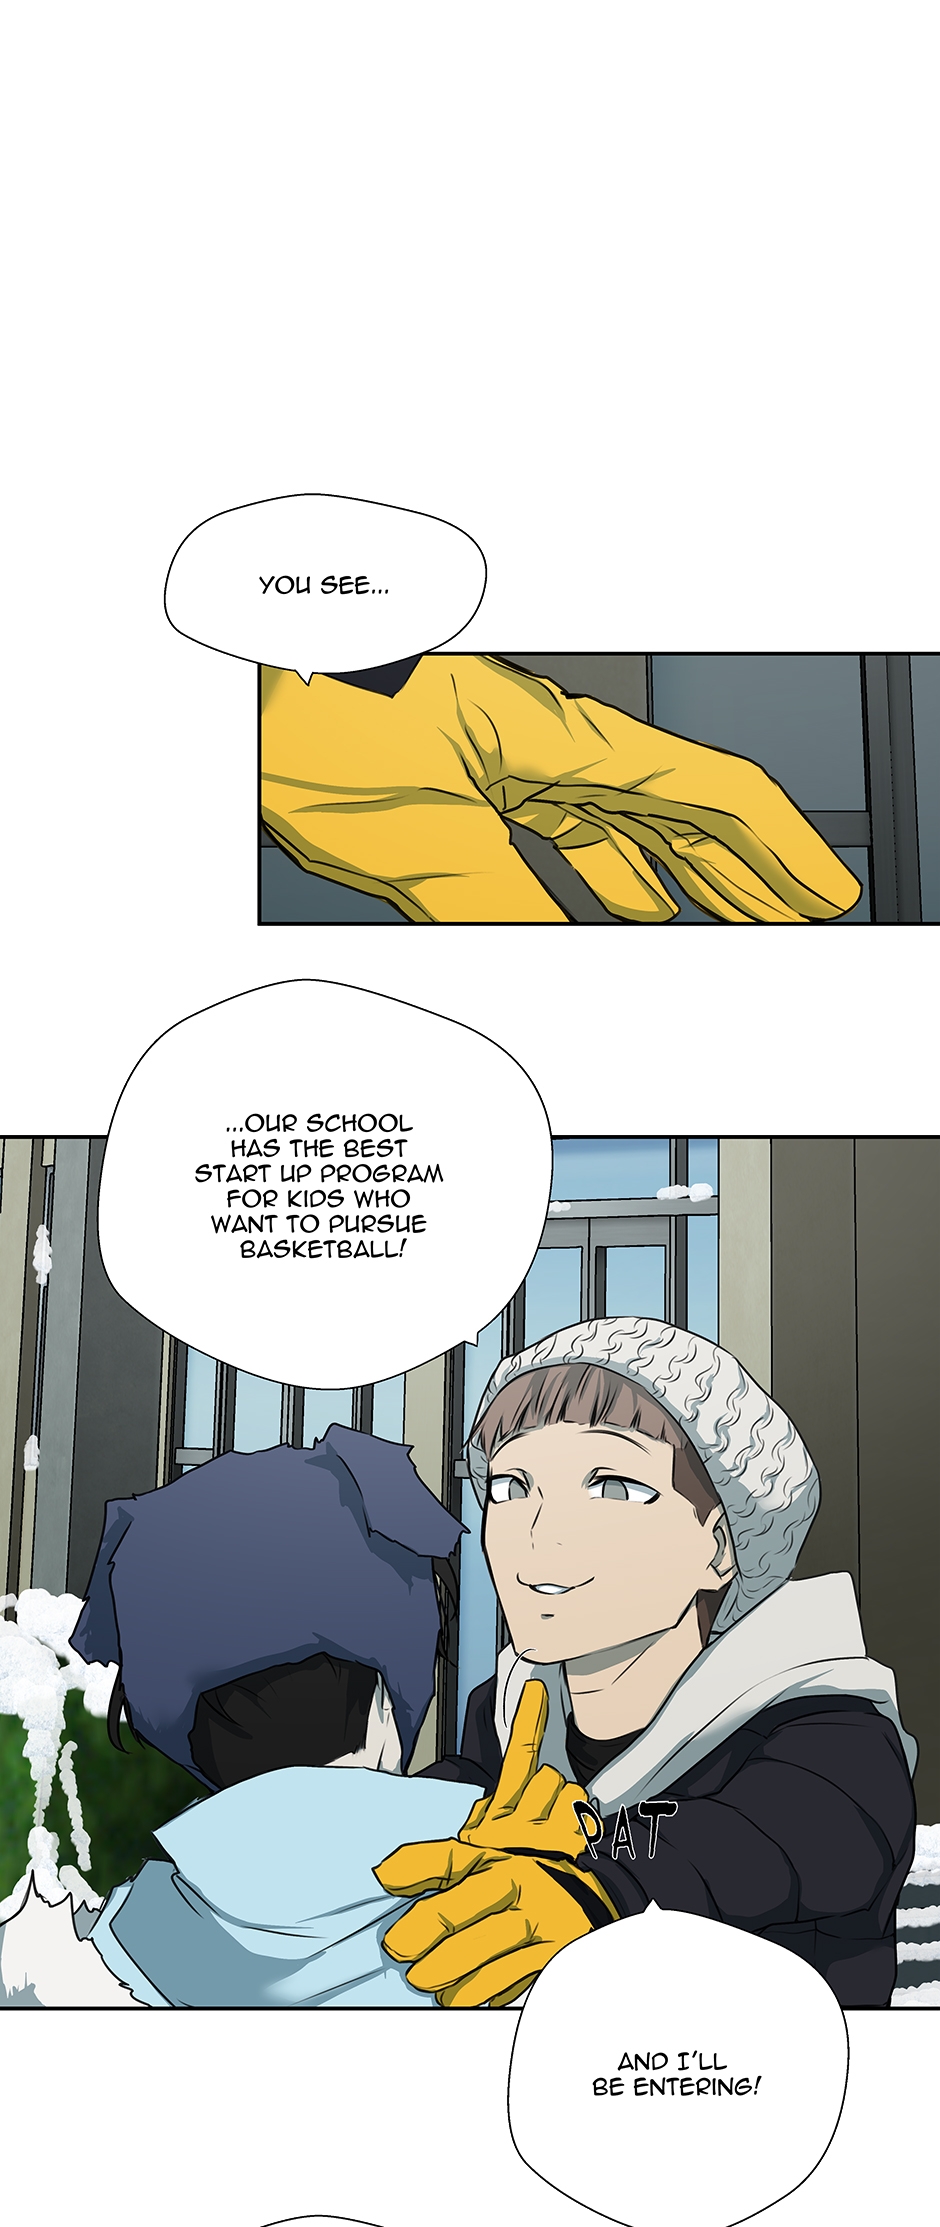 YOU SEE...
...OUR SCHOOL
HAS THE BEST
START UP PROGRAM
FOR KIDS WHO
WANT TO PURSUE
BASKETBALL!
PAT
AND I'LL
BE ENTERING!